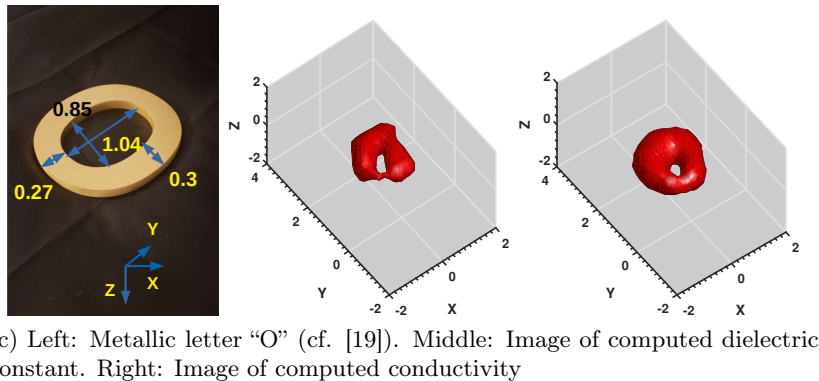 0.85
1.04
0.27
0.3
Y
X
Z
2
0
-2
Z
4
2
0
-2
Y
-2
0
2
X
2
0
-2
Z
4
2
0
-2
Y
-2
0
2
X
c) Left: Metallic letter “O” (cf. [19]). Middle: Image of computed dielectric
onstant. Right: Image of computed conductivity